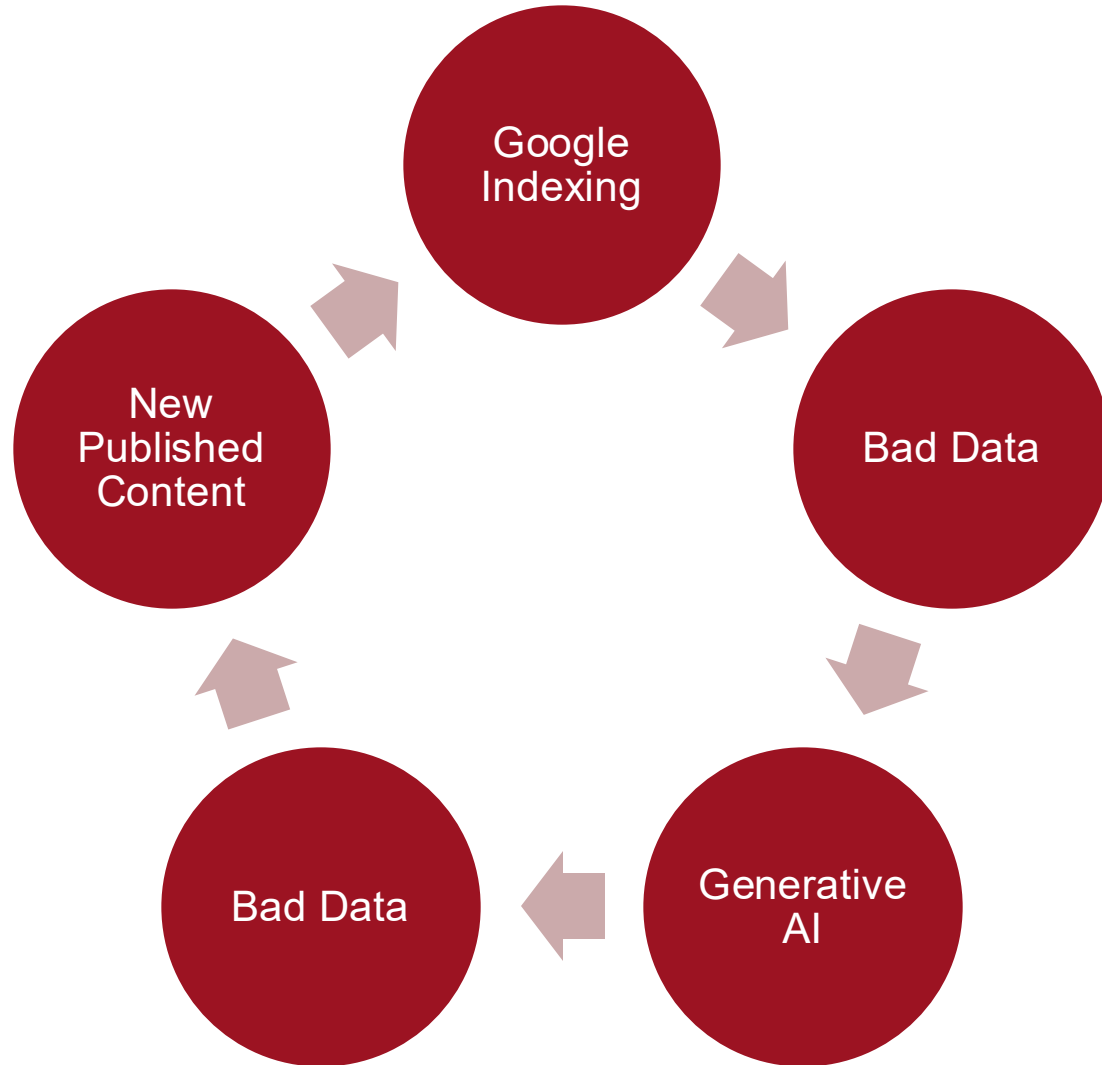 Google
Indexing
Bad Data
Generative
AI
Bad Data
New
Published
Content